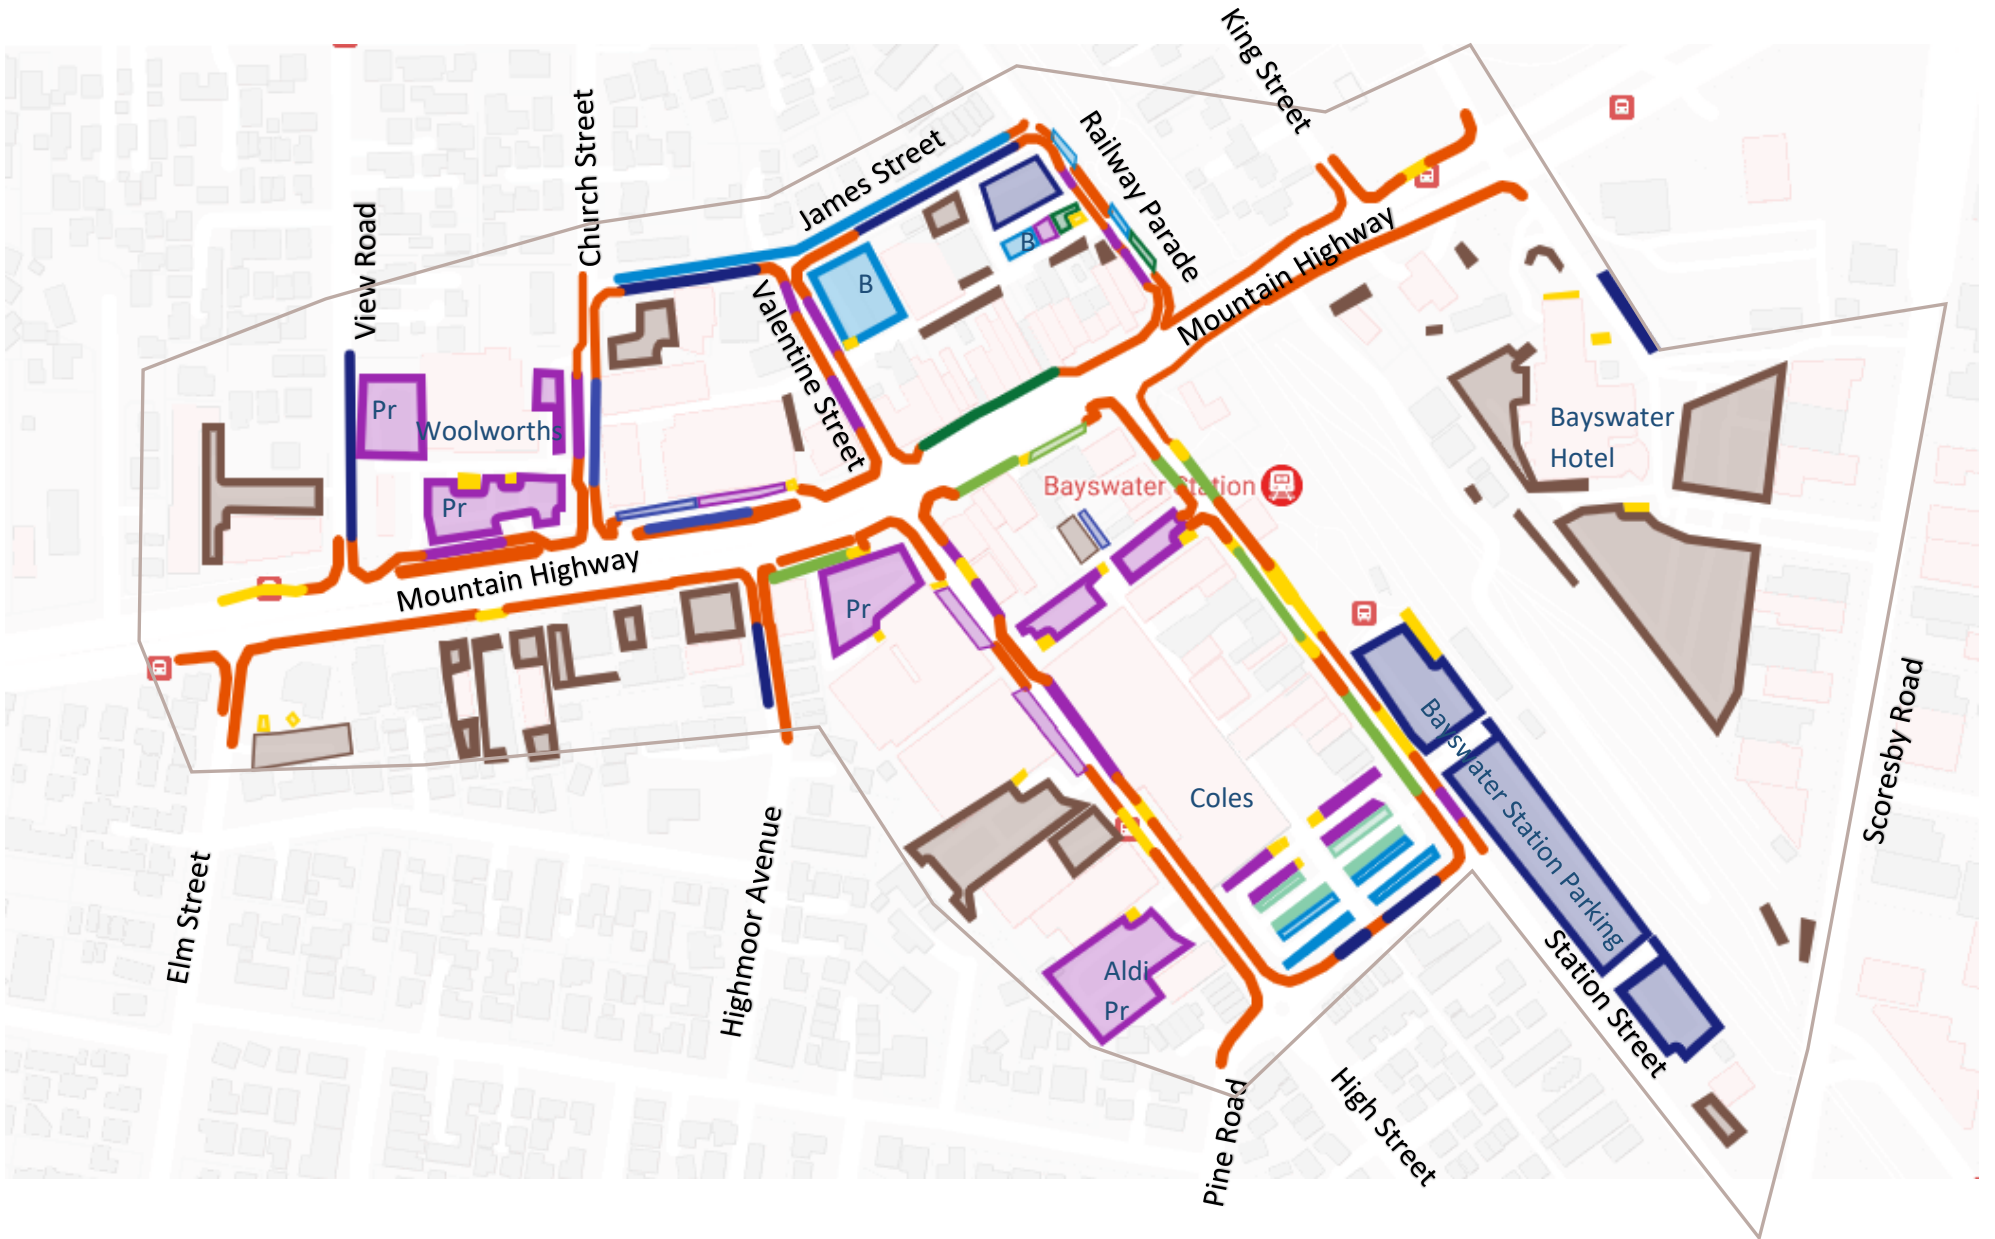 King Street
Church Street
James Street
Railway Parade
View Road
Mountain Highway
B
B
Valentine Street
Pr
Woolworths
Bayswater
Hotel
Bayswater Station
Pr
Mountain Highway
Pr
Bayswater Station Parking
Scoresby Road
Coles
Elm Street
Highmoor Avenue
Aldi
Pr
Station Street
Pine Road
High Street